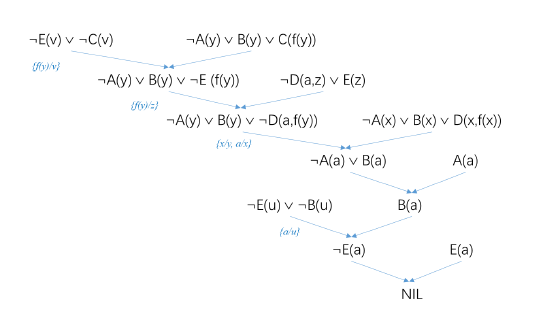 ¬E(v) ∨ ¬C(v) ¬A(y) ∨ B(y) ∨ C(f(y))
{f(y)/v}
¬A(y) ∨ B(y) ∨ ¬E (f(y)) ¬D(a,z) ∨ E(z)
{f(y)/z}
¬A(y) ∨ B(y) ∨ ¬D(a,f(y)) ¬A(x) ∨ B(x) ∨ D(x,f(x))
{x/y, a/x}
¬A(a) ∨ B(a) A(a)
¬E(u) ∨ ¬B(u) B(a)
{a/u}
¬E(a) E(a)
NIL